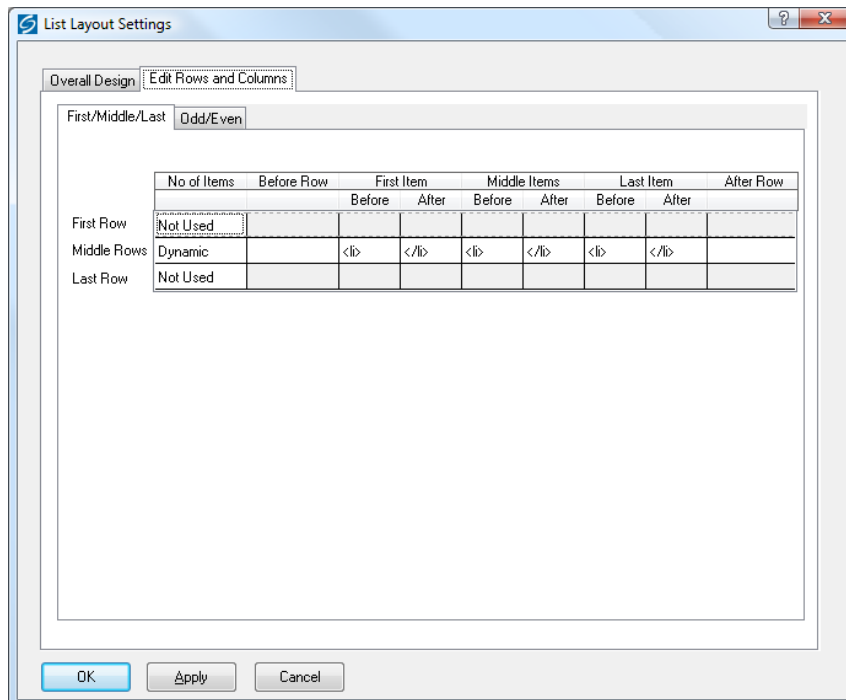 List Layout Settings
?
Overall Design Edit Rows and Columns
First/Middle/Last Odd/Even
No of Items Before Row First Item Middle Items Last Item After Row
Before After Before After Before After
First Row Not Used
Middle Rows Dynamic <li> </li> <li> </li> <li> </li>
Last Row Not Used
OK Apply Cancel